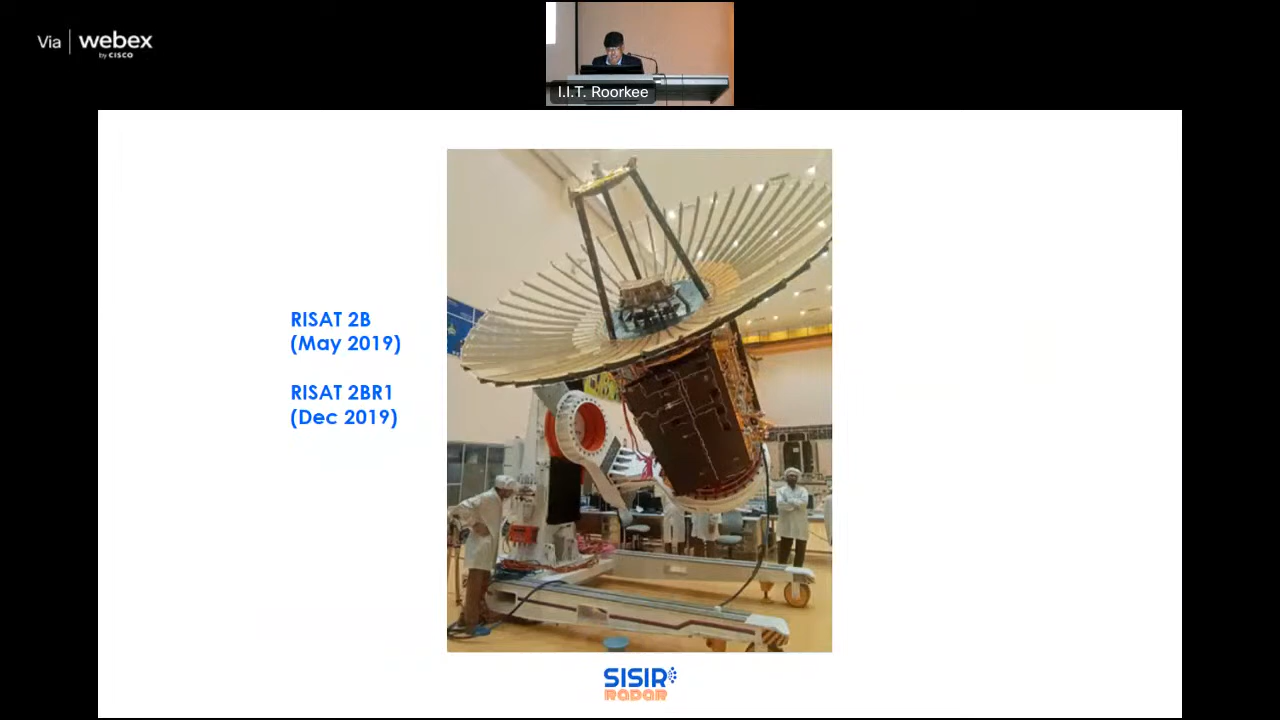 Via webex
by CISCO
I.I.T. Roorkee
RISAT 2B
(May 2019)
RISAT 2BR1
(Dec 2019)
SISIR
RADAR